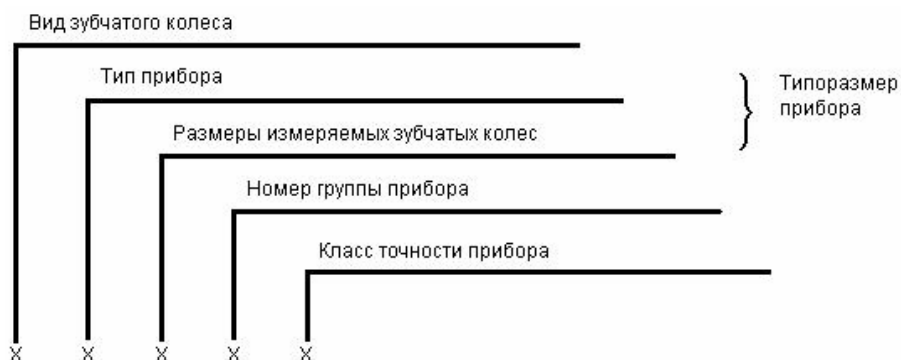 Вид зубчатого колеса
Тип прибора
Типоразмер
прибора
Размеры измеряемых зубчатых колес
Номер группы прибора
Класс точности прибора
X X X X X